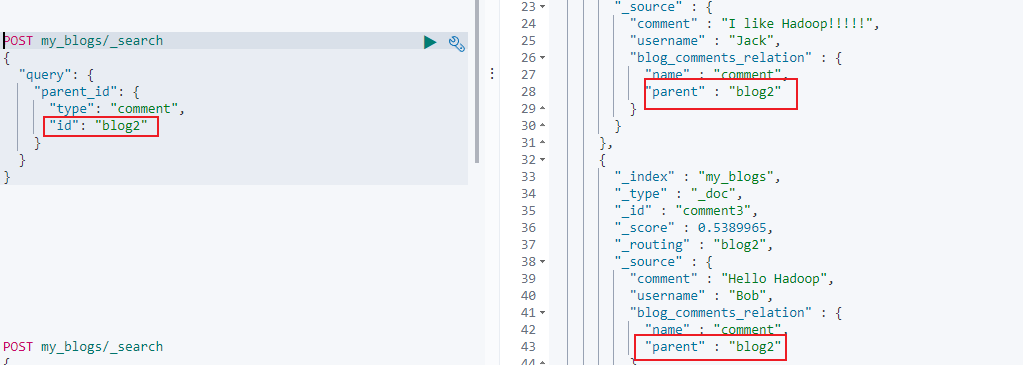 POST my_blogs/_search
{
  "query": {
    "parent_id": {
      "type": "comment",
      "id": "blog2"
    }
  }
}
POST my_blogs/_search
{
23 "_source" : {
24 "comment" : "I like Hadoop!!!!!",
25 "username" : "Jack",
26 "blog_comments_relation" : {
27 "name" : "comment",
28 "parent" : "blog2"
29 }
30 }
31 },
32 {
33 "_index" : "my_blogs",
34 "_type" : "_doc",
35 "_id" : "comment3",
36 "_score" : 0.5389965,
37 "_routing" : "blog2",
38 "_source" : {
39 "comment" : "Hello Hadoop",
40 "username" : "Bob",
41 "blog_comments_relation" : {
42 "name" : "comment",
43 "parent" : "blog2"
44 }